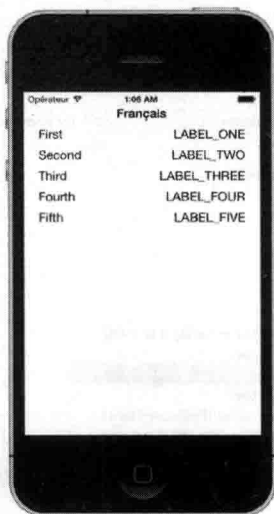 Opérateur 1:06 AM
Français
First LABEL_ONE
Second LABEL_TWO
Third LABEL_THREE
Fourth LABEL_FOUR
Fifth LABEL_FIVE